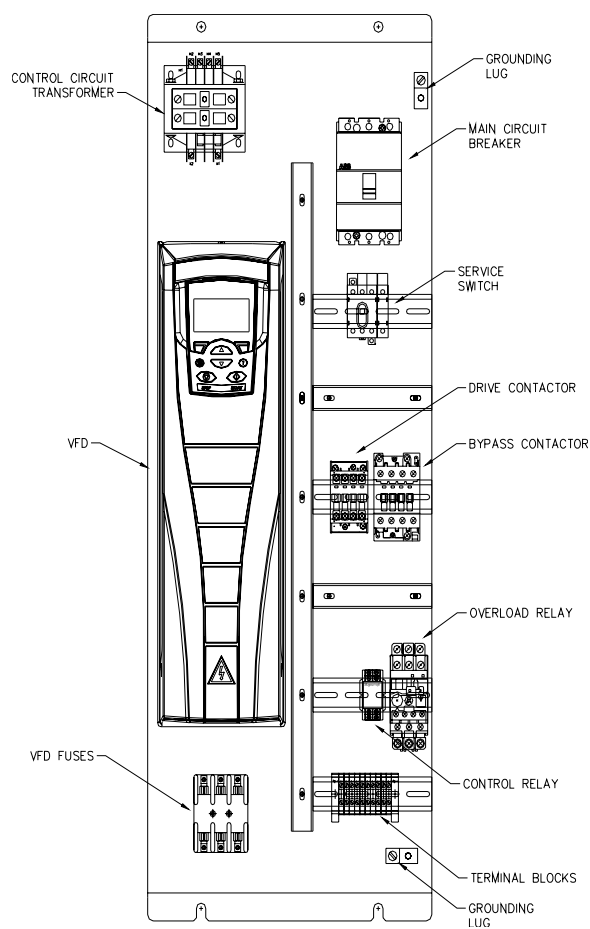 CONTROL CIRCUIT
TRANSFORMER
GROUNDING
LUG
MAIN CIRCUIT
BREAKER
ABB
SERVICE
SWITCH
DRIVE CONTACTOR
BYPASS CONTACTOR
VFD
OVERLOAD RELAY
VFD FUSES
CONTROL RELAY
TERMINAL BLOCKS
GROUNDING
LUG